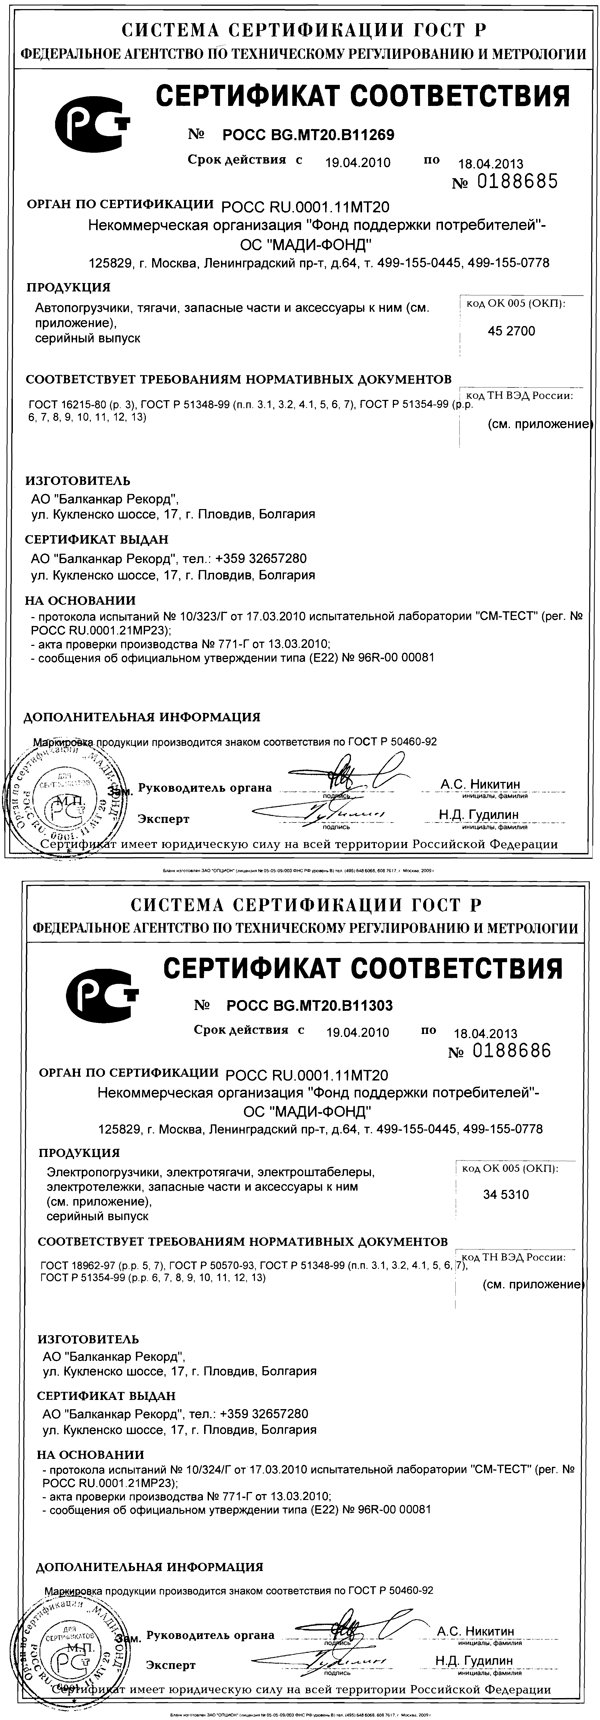 СИСТЕМА СЕРТИФИКАЦИИ ГОСТ Р
ФЕДЕРАЛЬНОЕ АГЕНТСТВО ПО ТЕХНИЧЕСКОМУ РЕГУЛИРОВАНИЮ И МЕТРОЛОГИИ
СЕРТИФИКАТ СООТВЕТСТВИЯ
№ РОСС BG.МТ20.В11269
Срок действия с 19.04.2010 по 18.04.2013
№ 0188685
ОРГАН ПО СЕРТИФИКАЦИИ РОСС RU.0001.11МТ20
Некоммерческая организация "Фонд поддержки потребителей"-
ОС "МАДИ-ФОНД"
125829, г. Москва, Ленинградский пр-т, д.64, т. 499-155-0445, 499-155-0778
ПРОДУКЦИЯ
Автопогрузчики, тягачи, запасные части и аксессуары к ним (см.
приложение),
серийный выпуск
код ОК 005 (ОКП):
45 2700
СООТВЕТСТВУЕТ ТРЕБОВАНИЯМ НОРМАТИВНЫХ ДОКУМЕНТОВ
ГОСТ 16215-80 (р. 3), ГОСТ Р 51348-99 (п.п. 3.1, 3.2, 4.1, 5, 6, 7), ГОСТ Р 51354-99 (р.р.
6, 7, 8, 9, 10, 11, 12, 13)
код ТН ВЭД России:
(см. приложение)
ИЗГОТОВИТЕЛЬ
АО "Балканкар Рекорд",
ул. Кукленско шоссе, 17, г. Пловдив, Болгария
СЕРТИФИКАТ ВЫДАН
АО "Балканкар Рекорд", тел.: +359 32657280
ул. Кукленско шоссе, 17, г. Пловдив, Болгария
НА ОСНОВАНИИ
- протокола испытаний № 10/323/Г от 17.03.2010 испытательной лаборатории "СМ-ТЕСТ" (рег. №
РОСС RU.0001.21МР23);
- акта проверки производства № 771-Г от 13.03.2010;
- сообщения об официальном утверждении типа (Е22) № 96R-00 00081
ДОПОЛНИТЕЛЬНАЯ ИНФОРМАЦИЯ
Маркировка продукции производится знаком соответствия по ГОСТ Р 50460-92
М.П.
Зам. Руководитель органа
подпись
А.С. Никитин
инициалы, фамилия
Эксперт
подпись
Н.Д. Гудилин
инициалы, фамилия
Сертификат имеет юридическую силу на всей территории Российской Федерации
СИСТЕМА СЕРТИФИКАЦИИ ГОСТ Р
ФЕДЕРАЛЬНОЕ АГЕНТСТВО ПО ТЕХНИЧЕСКОМУ РЕГУЛИРОВАНИЮ И МЕТРОЛОГИИ
СЕРТИФИКАТ СООТВЕТСТВИЯ
№ РОСС BG.МТ20.В11303
Срок действия с 19.04.2010 по 18.04.2013
№ 0188686
ОРГАН ПО СЕРТИФИКАЦИИ РОСС RU.0001.11МТ20
Некоммерческая организация "Фонд поддержки потребителей"-
ОС "МАДИ-ФОНД"
125829, г. Москва, Ленинградский пр-т, д.64, т. 499-155-0445, 499-155-0778
ПРОДУКЦИЯ
Электропогрузчики, электротягачи, электроштабелеры,
электротележки, запасные части и аксессуары к ним
(см. приложение),
серийный выпуск
код ОК 005 (ОКП):
34 5310
СООТВЕТСТВУЕТ ТРЕБОВАНИЯМ НОРМАТИВНЫХ ДОКУМЕНТОВ
ГОСТ 18962-97 (р.р. 5, 7), ГОСТ Р 50570-93, ГОСТ Р 51348-99 (п.п. 3.1, 3.2, 4.1, 5, 6, 7),
ГОСТ Р 51354-99 (р.р. 6, 7, 8, 9, 10, 11, 12, 13)
код ТН ВЭД России:
(см. приложение)
ИЗГОТОВИТЕЛЬ
АО "Балканкар Рекорд",
ул. Кукленско шоссе, 17, г. Пловдив, Болгария
СЕРТИФИКАТ ВЫДАН
АО "Балканкар Рекорд", тел.: +359 32657280
ул. Кукленско шоссе, 17, г. Пловдив, Болгария
НА ОСНОВАНИИ
- протокола испытаний № 10/324/Г от 17.03.2010 испытательной лаборатории "СМ-ТЕСТ" (рег. №
РОСС RU.0001.21МР23);
- акта проверки производства № 771-Г от 13.03.2010;
- сообщения об официальном утверждении типа (Е22) № 96R-00 00081
ДОПОЛНИТЕЛЬНАЯ ИНФОРМАЦИЯ
Маркировка продукции производится знаком соответствия по ГОСТ Р 50460-92
М.П.
Зам. Руководитель органа
подпись
А.С. Никитин
инициалы, фамилия
Эксперт
подпись
Н.Д. Гудилин
инициалы, фамилия
Сертификат имеет юридическую силу на всей территории Российской Федерации